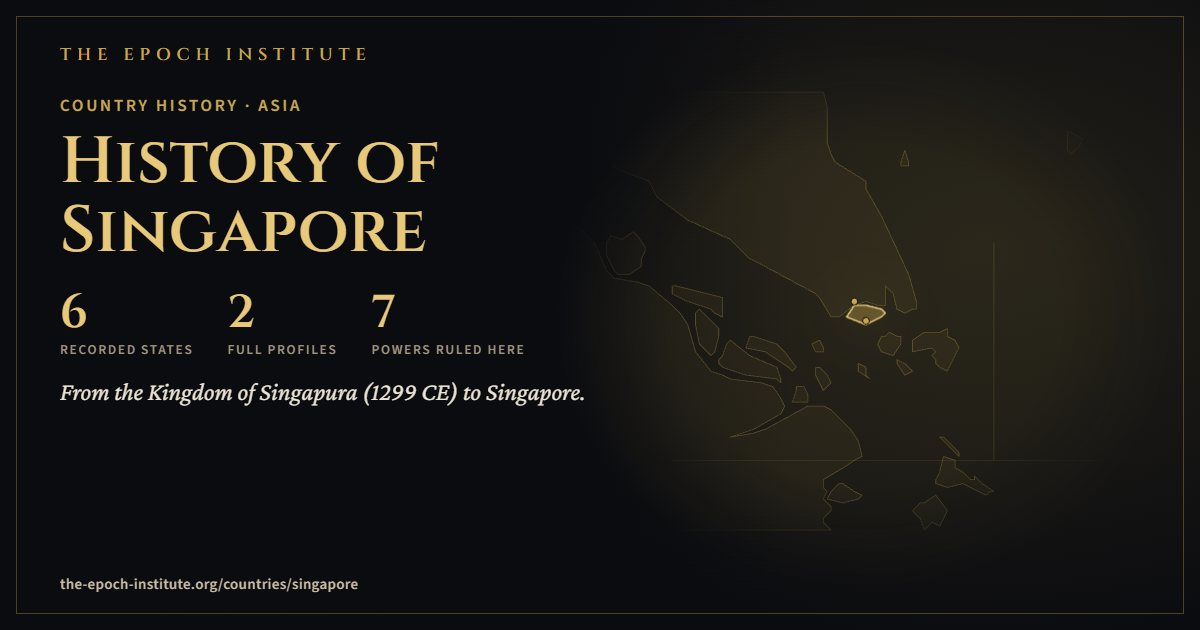 THE EPOCH INSTITUTE
COUNTRY HISTORY · ASIA
History of
Singapore
6 2 7
RECORDED STATES FULL PROFILES POWERS RULED HERE
From the Kingdom of Singapura (1299 CE) to Singapore.
the-epoch-institute.org/countries/singapore